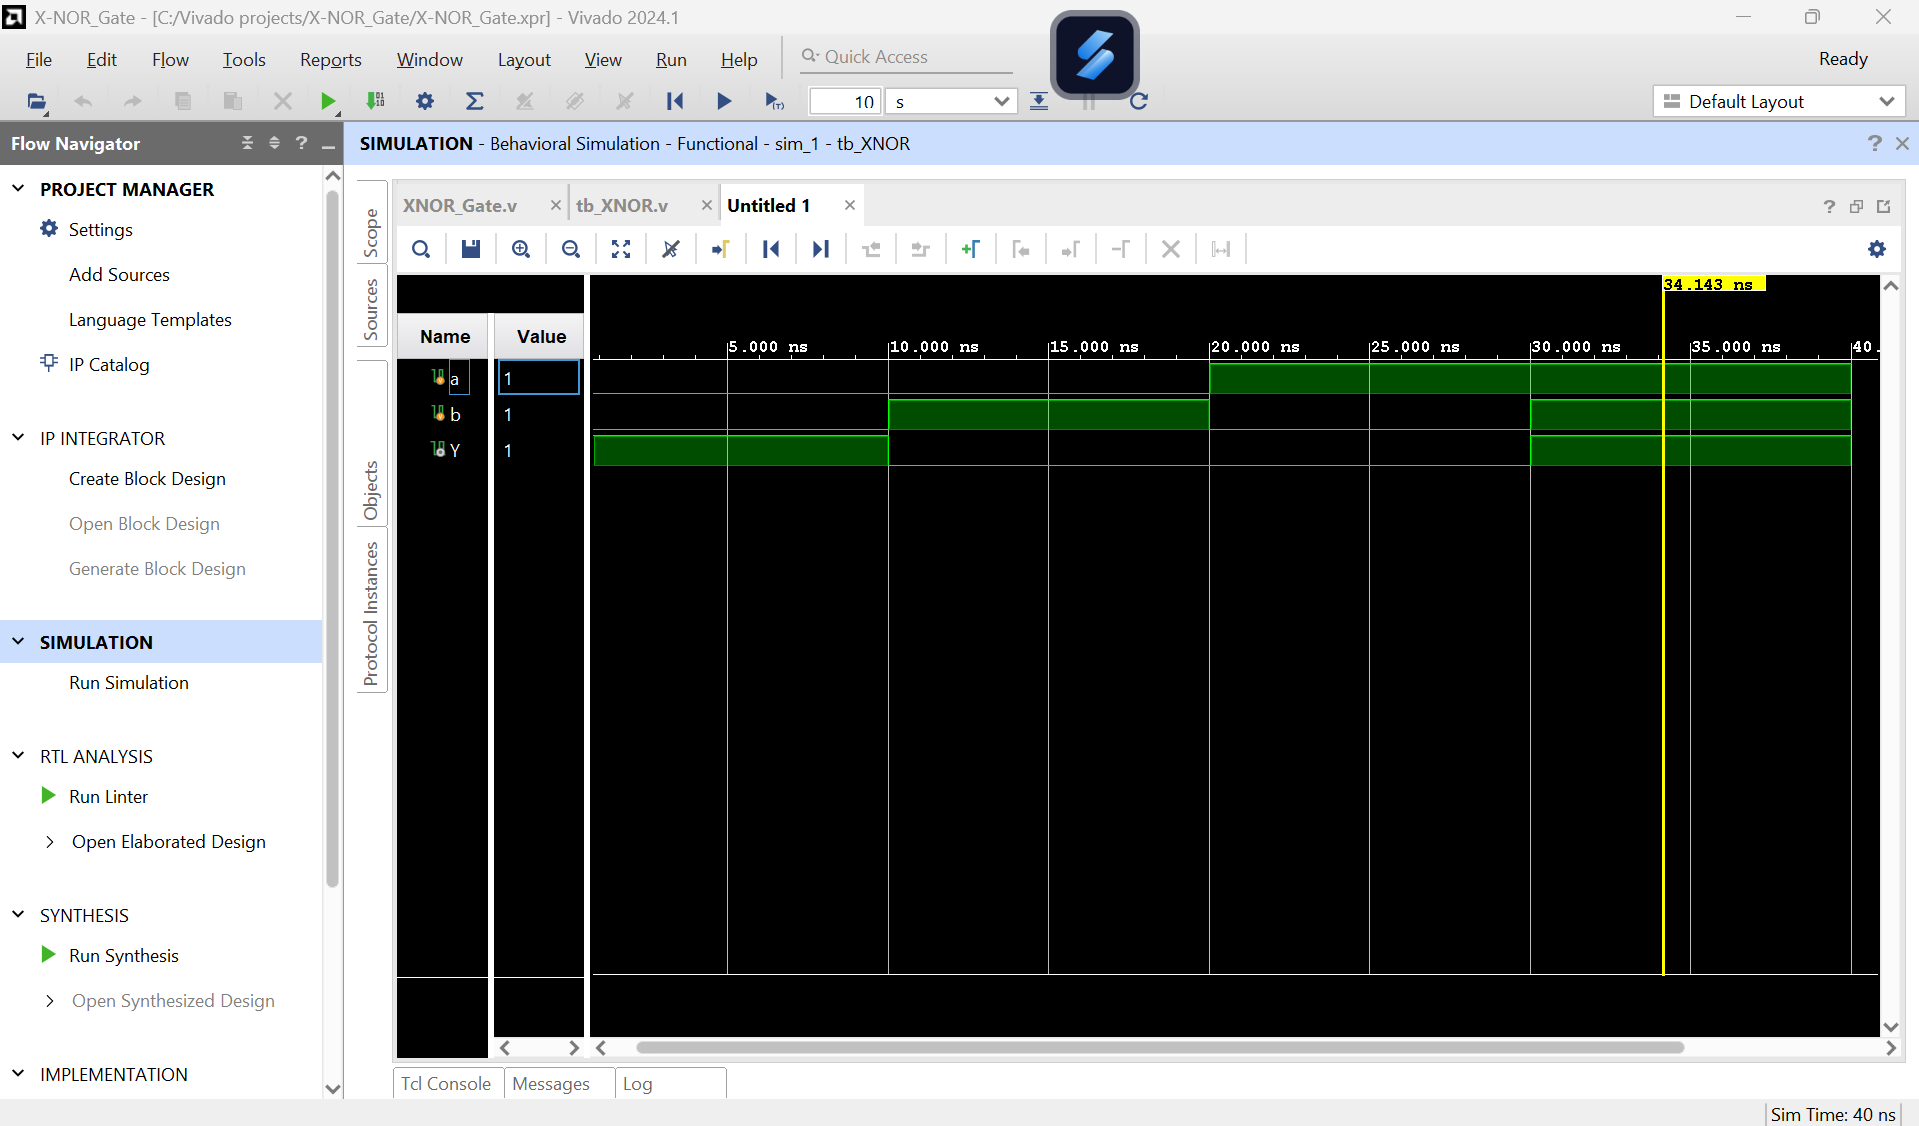 X-NOR_Gate - [C:/Vivado projects/X-NOR_Gate/X-NOR_Gate.xpr] - Vivado 2024.1
File Edit Flow Tools Reports Window Layout View Run Help Quick Access Ready
10 s Default Layout
Flow Navigator
SIMULATION - Behavioral Simulation - Functional - sim_1 - tb_XNOR
PROJECT MANAGER
Settings
Add Sources
Language Templates
IP Catalog
IP INTEGRATOR
Create Block Design
Open Block Design
Generate Block Design
SIMULATION
Run Simulation
RTL ANALYSIS
Run Linter
Open Elaborated Design
SYNTHESIS
Run Synthesis
Open Synthesized Design
IMPLEMENTATION
Scope
Sources
Objects
Protocol Instances
XNOR_Gate.v tb_XNOR.v Untitled 1
34.143 ns
Name Value
5.000 ns 10.000 ns 15.000 ns 20.000 ns 25.000 ns 30.000 ns 35.000 ns 40.
a 1
b 1
Y 1
Tcl Console Messages Log
Sim Time: 40 ns